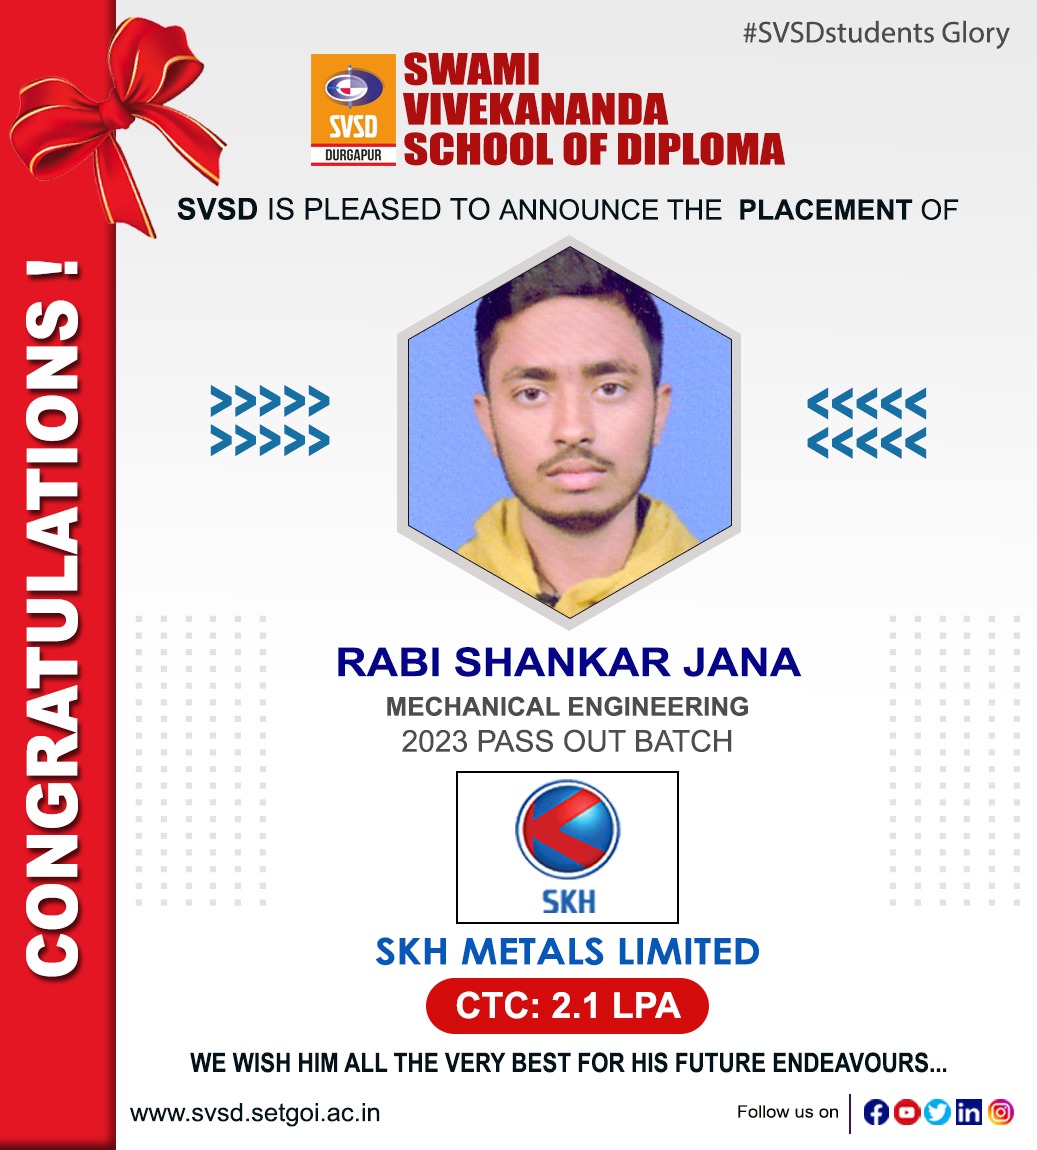 #SVSDstudents Glory
SVSD
DURGAPUR
SWAMI
VIVEKANANDA
SCHOOL OF DIPLOMA
SVSD IS PLEASED TO ANNOUNCE THE PLACEMENT OF
CONGRATULATIONS !
>>>>> <<<<<
>>>>> <<<<<
RABI SHANKAR JANA
MECHANICAL ENGINEERING
2023 PASS OUT BATCH
SKH
SKH METALS LIMITED
CTC: 2.1 LPA
WE WISH HIM ALL THE VERY BEST FOR HIS FUTURE ENDEAVOURS...
www.svsd.setgoi.ac.in
Follow us on